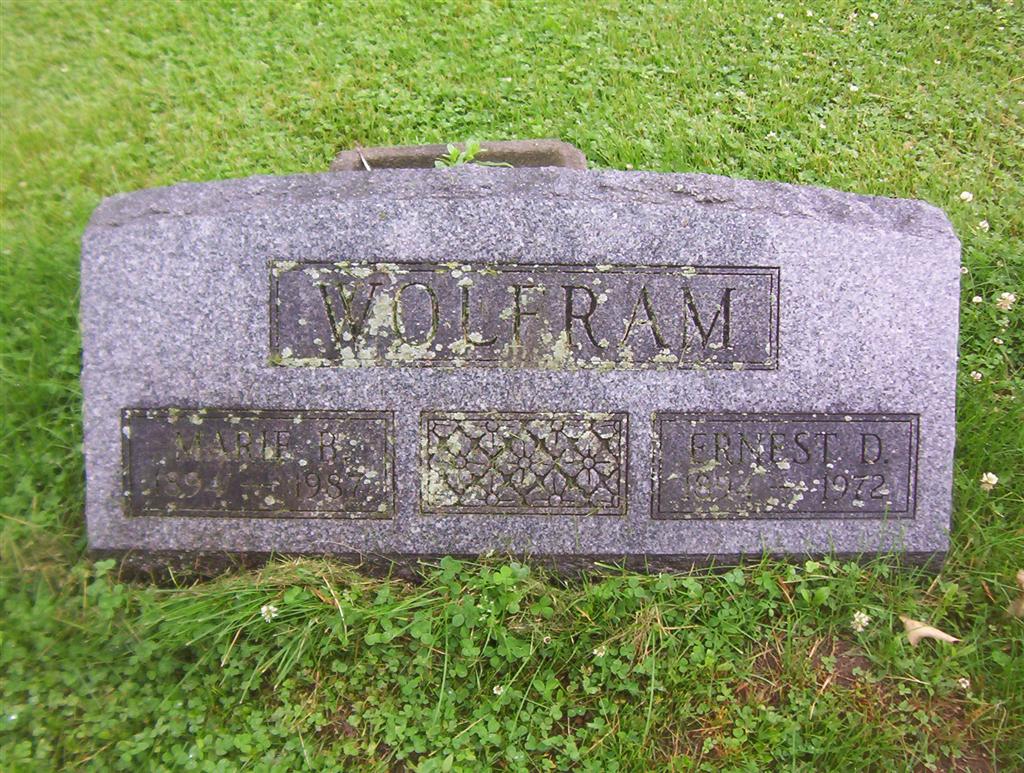 WOLFRAM
MARIE B.
1894 — 1987
ERNEST D.
— 1972